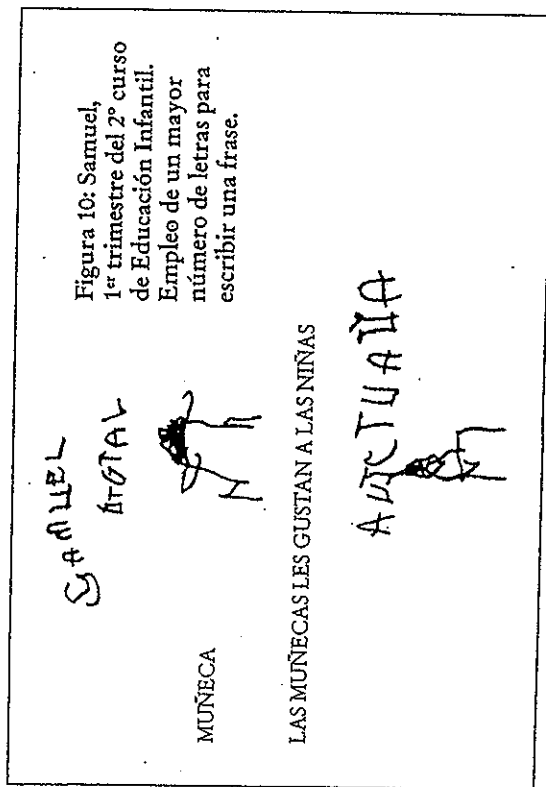 SAMUEL
Figura 10: Samuel,
1er trimestre del 2º curso
de Educación Infantil.
Empleo de un mayor
número de letras para
escribir una frase.
MUÑECA
LAS MUÑECAS LES GUSTAN A LAS NIÑAS